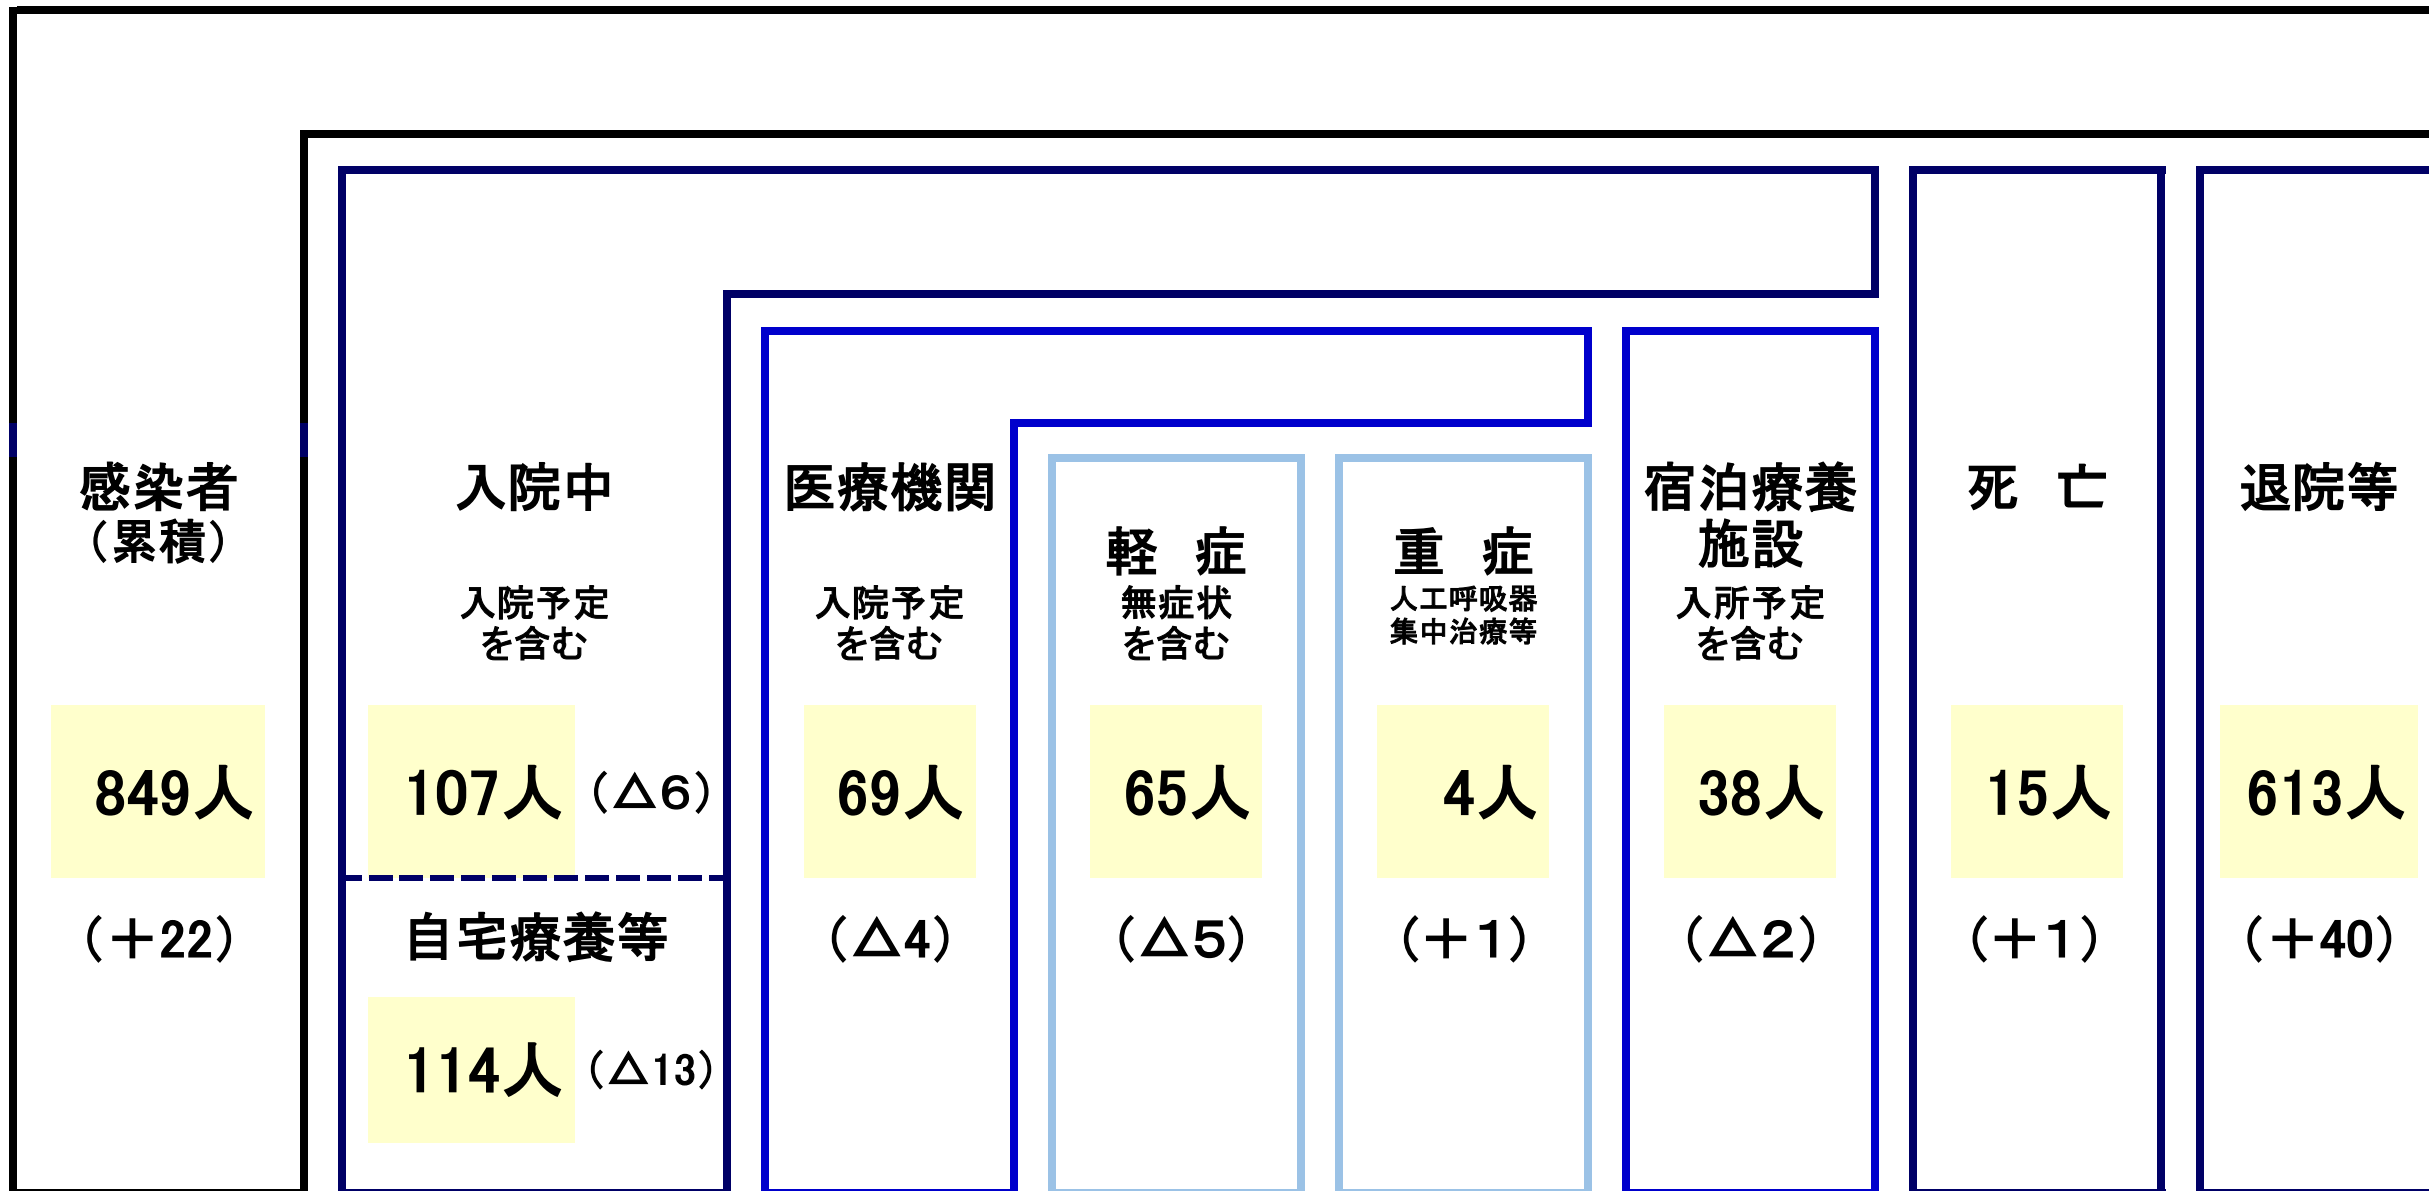 感染者
（累積）
849人
（＋22）
入院中
入院予定
を含む
107人（△6）
自宅療養等
114人（△13）
医療機関
入院予定
を含む
69人
（△4）
軽　症
無症状
を含む
65人
（△5）
重　症
人工呼吸器
集中治療等
4人
（＋1）
宿泊療養
施設
入所予定
を含む
38人
（△2）
死　亡
15人
（＋1）
退院等
613人
（＋40）